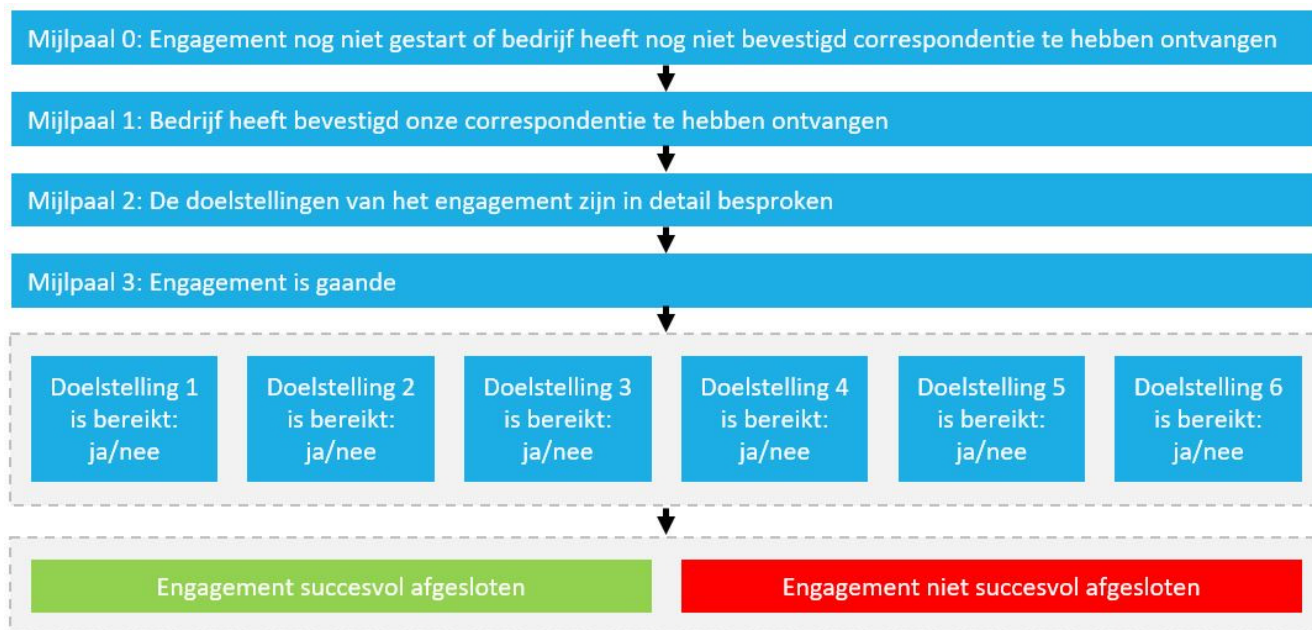 Mijlpaal 0: Engagement nog niet gestart of bedrijf heeft nog niet bevestigd correspondentie te hebben ontvangen
Mijlpaal 1: Bedrijf heeft bevestigd onze correspondentie te hebben ontvangen
Mijlpaal 2: De doelstellingen van het engagement zijn in detail besproken
Mijlpaal 3: Engagement is gaande
Doelstelling 1
is bereikt:
ja/nee
Doelstelling 2
is bereikt:
ja/nee
Doelstelling 3
is bereikt:
ja/nee
Doelstelling 4
is bereikt:
ja/nee
Doelstelling 5
is bereikt:
ja/nee
Doelstelling 6
is bereikt:
ja/nee
Engagement succesvol afgesloten
Engagement niet succesvol afgesloten